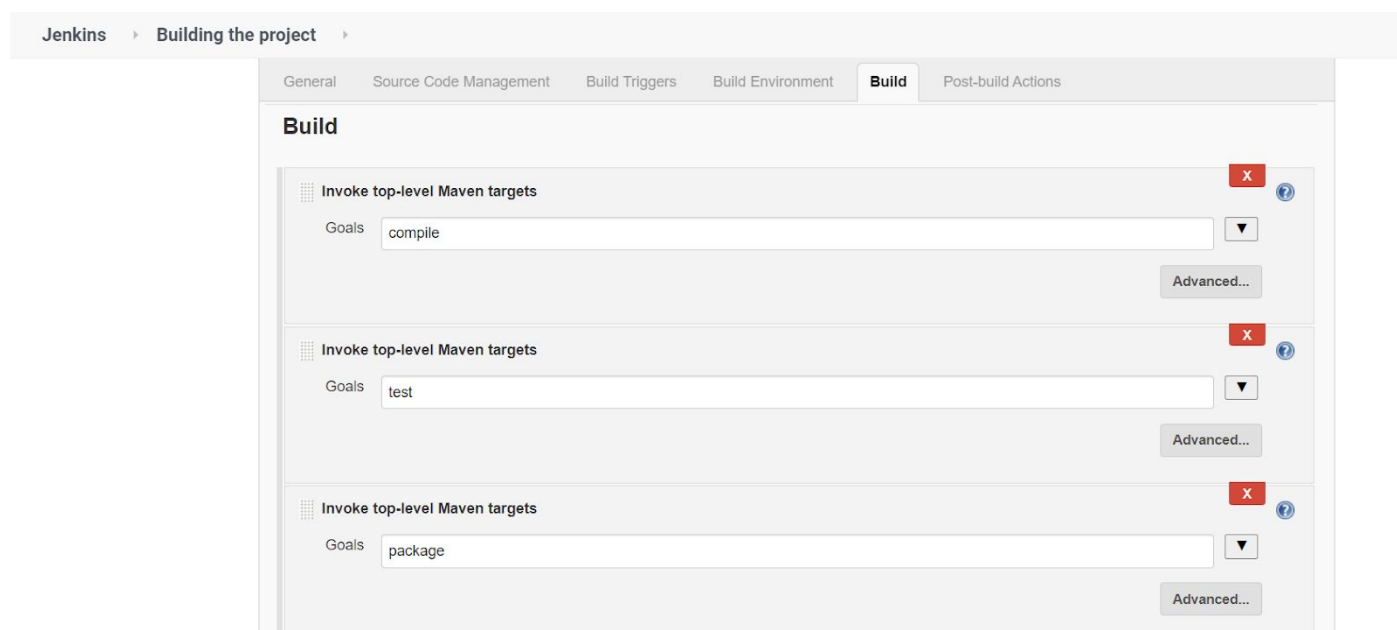 Jenkins Building the project
General Source Code Management Build Triggers Build Environment Build Post-build Actions
Build
X
Invoke top-level Maven targets
Goals compile
Advanced...
X
Invoke top-level Maven targets
Goals test
Advanced...
X
Invoke top-level Maven targets
Goals package
Advanced...